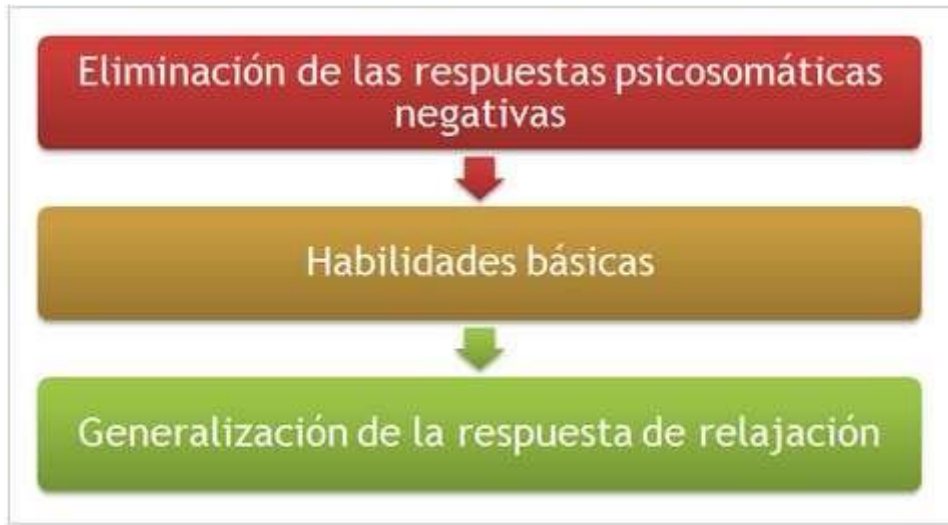 Eliminación de las respuestas psicosomáticas
negativas
Habilidades básicas
Generalización de la respuesta de relajación